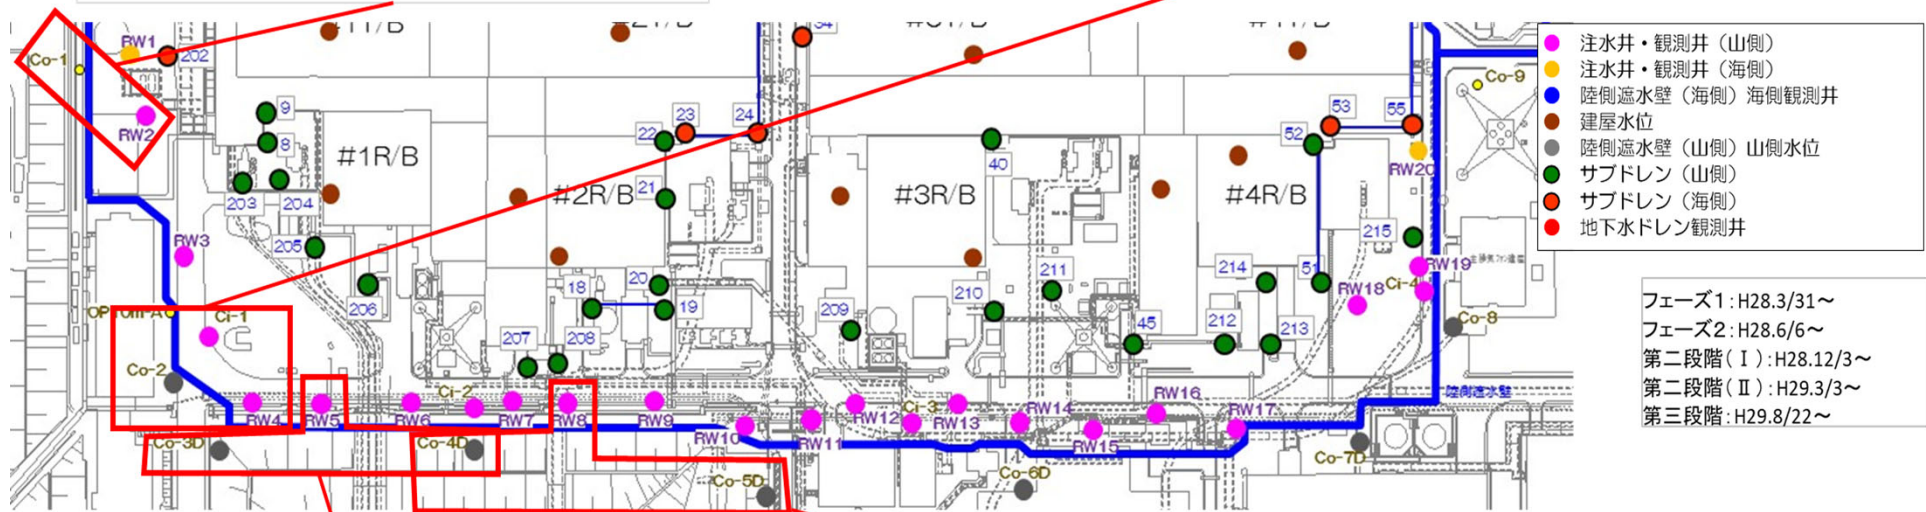 RW1
Co-1
202
RW2
9
8
203
204
#1R/B
RW3
205
206
Ci-1
Co-2
#2R/B
22
23
24
21
20
18
19
207
208
#3R/B
40
209
210
211
#4R/B
52
53
55
RW20
215
214
51
RW19
Ci-4
RW18
45
212
213
Co-9
Co-8
陸側遮水壁
RW4
RW5
RW6
Ci-2
RW7
RW8
RW9
RW10
RW11
RW12
Ci-3
RW13
RW14
RW15
RW16
RW17
Co-3D
Co-4D
Co-5D
Co-6D
Co-7D
注水井・観測井（山側）
注水井・観測井（海側）
陸側遮水壁（海側）海側観測井
建屋水位
陸側遮水壁（山側）山側水位
サブドレン（山側）
サブドレン（海側）
地下水ドレン観測井
フェーズ1：H28.3/31～
フェーズ2：H28.6/6～
第二段階（Ⅰ）：H28.12/3～
第二段階（Ⅱ）：H29.3/3～
第三段階：H29.8/22～